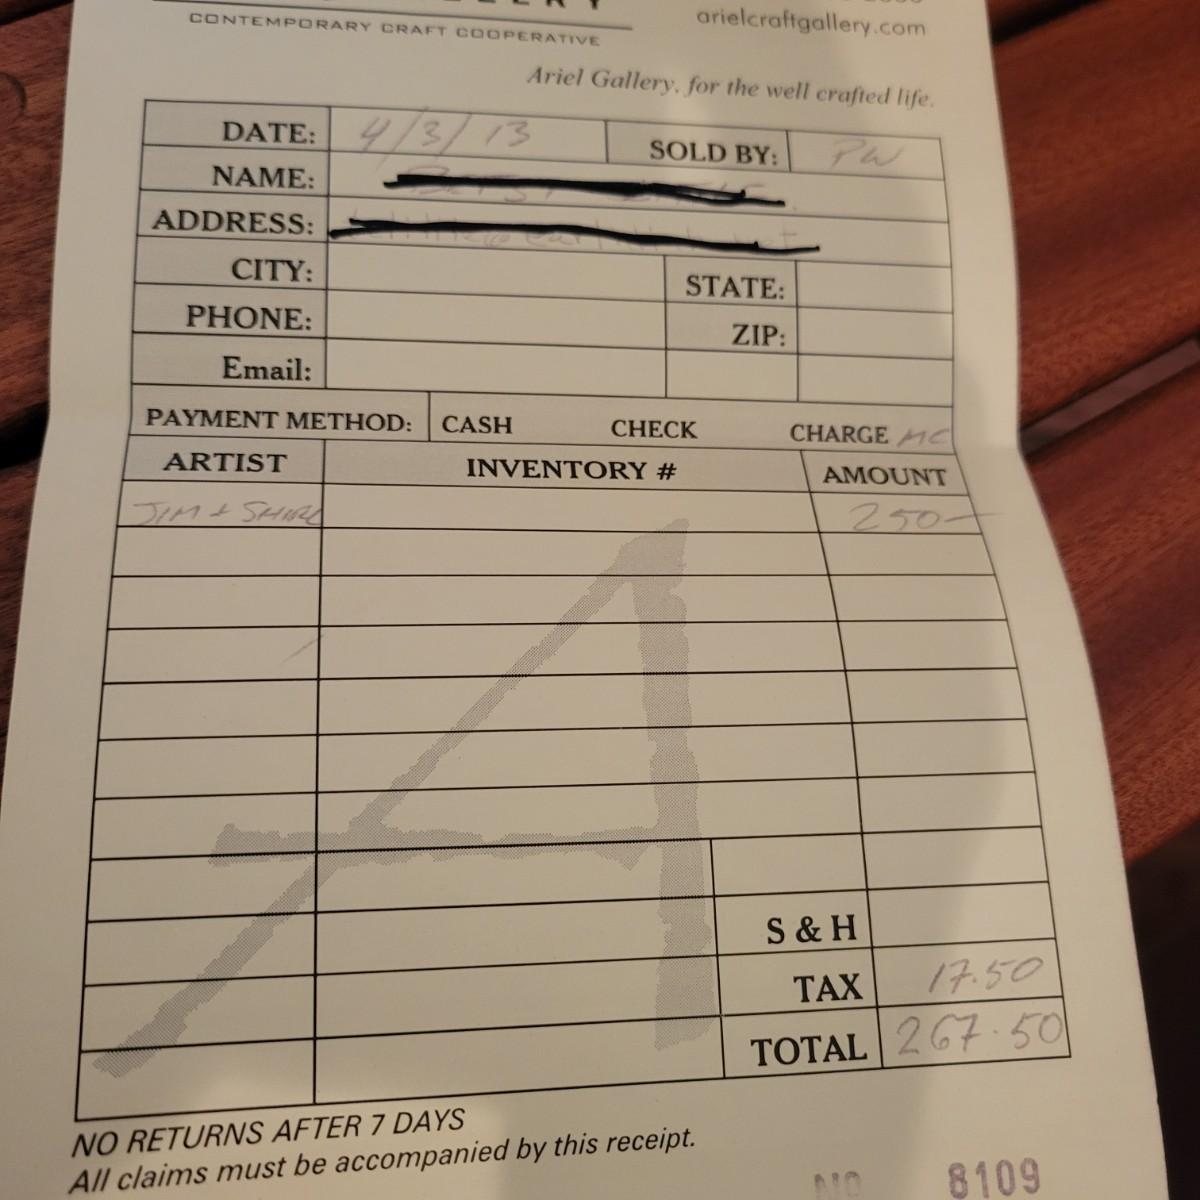 CONTEMPORARY CRAFT COOPERATIVE
arielcraftgallery.com
Ariel Gallery, for the well crafted life.
DATE: 4/3/13 SOLD BY: PW
NAME:
ADDRESS:
CITY: STATE:
PHONE: ZIP:
Email:
PAYMENT METHOD: CASH CHECK CHARGE MC
ARTIST INVENTORY # AMOUNT
JIM & 250-
S & H
TAX 17.50
TOTAL 267.50
NO RETURNS AFTER 7 DAYS
All claims must be accompanied by this receipt.
NO 8109